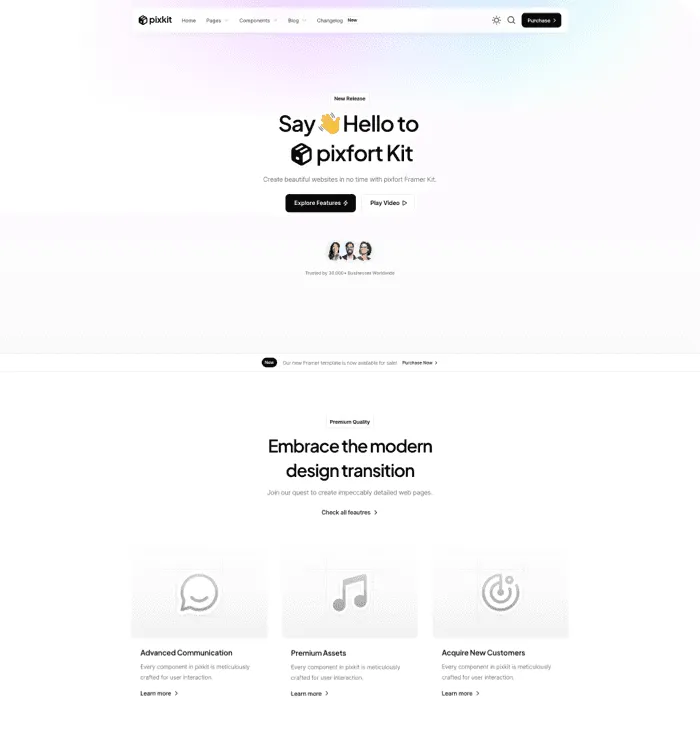 pixkit Home Pages Components Blog Changelog New Purchase
New Release
Say 👋 Hello to
pixfort Kit
Create beautiful websites in no time with pixfort Framer Kit.
Explore Features Play Video
Trusted by 30.000+ Businesses Worldwide
New Our new Framer template is now available for sale! Purchase Now
Premium Quality
Embrace the modern
design transition
Join our quest to create impeccably detailed web pages.
Check all feautres
Advanced Communication Premium Assets Acquire New Customers
Every component in pixkit is meticulously Every component in pixkit is meticulously Every component in pixkit is meticulously
crafted for user interaction. crafted for user interaction. crafted for user interaction.
Learn more Learn more Learn more